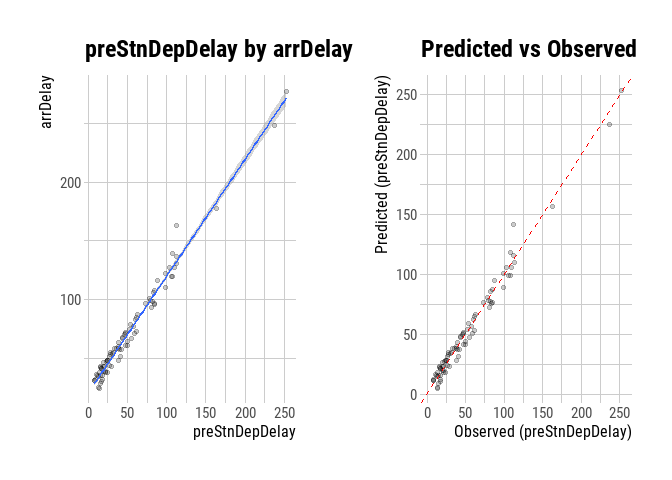 preStnDepDelay by arrDelay
arrDelay
200
100
0 50 100 150 200 250
preStnDepDelay
Predicted vs Observed
Predicted (preStnDepDelay)
250
200
150
100
50
0
0 50 100 150 200 250
Observed (preStnDepDelay)